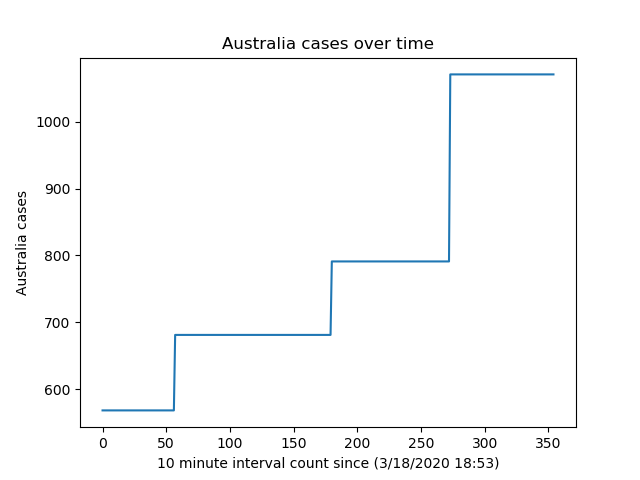 Australia cases over time
1000
900
800
700
600
Australia cases
0 50 100 150 200 250 300 350
10 minute interval count since (3/18/2020 18:53)